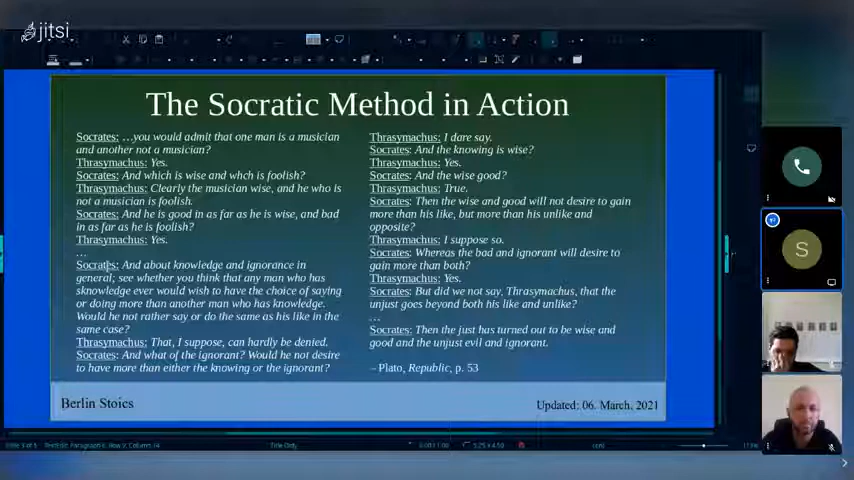 jitsi
The Socratic Method in Action
Socrates: …you would admit that one man is a musician
and another not a musician?
Thrasymachus: Yes.
Socrates: And which is wise and whch is foolish?
Thrasymachus: Clearly the musician wise, and he who is
not a musician is foolish.
Socrates: And he is good in as far as he is wise, and bad
in as far as he is foolish?
Thrasymachus: Yes.
…
Socrates: And about knowledge and ignorance in
general; see whether you think that any man who has
sknowledge ever would wish to have the choice of saying
or doing more than another man who has knowledge.
Would he not rather say or do the same as his like in the
same case?
Thrasymachus: That, I suppose, can hardly be denied.
Socrates: And what of the ignorant? Would he not desire
to have more than either the knowing or the ignorant?
Thrasymachus: I dare say.
Socrates: And the knowing is wise?
Thrasymachus: Yes.
Socrates: And the wise good?
Thrasymachus: True.
Socrates: Then the wise and good will not desire to gain
more than his like, but more than his unlike and
opposite?
Thrasymachus: I suppose so.
Socrates: Whereas the bad and ignorant will desire to
gain more than both?
Thrasymachus: Yes.
Socrates: But did we not say, Thrasymachus, that the
unjust goes beyond both his like and unlike?
…
Socrates: Then the just has turned out to be wise and
good and the unjust evil and ignorant.
– Plato, Republic, p. 53
Berlin Stoics
Updated: 06. March, 2021
S
Title Only